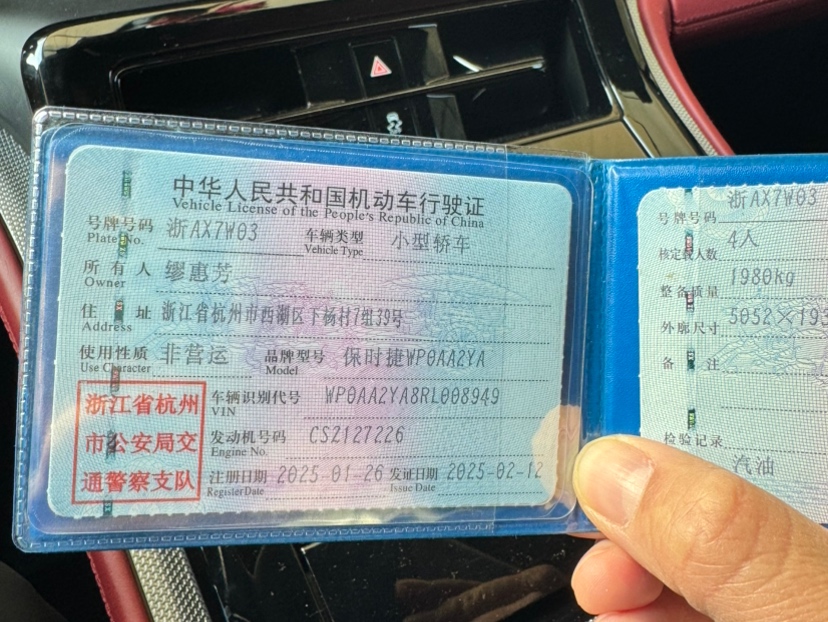 中华人民共和国机动车行驶证
Vehicle License of the People's Republic of China
号牌号码 浙AX7W03 车辆类型 小型轿车
Plate No. Vehicle Type
所有人 缪惠芳
Owner
住址 浙江省杭州市西湖区下杨村7组39号
Address
使用性质 非营运 品牌型号 保时捷WP0AA2YA
Use Character Model
浙江省杭州
市公安局交
通警察支队
车辆识别代号 WP0AA2YA8RL008949
VIN
发动机号码 CS2127226
Engine No.
注册日期 2025-01-26 发证日期 2025-02-12
Register Date Issue Date
号牌号码 浙AX7W03
核定载人数 4人
整备质量 1980kg
外廓尺寸 5052×193
备注
检验记录
汽油